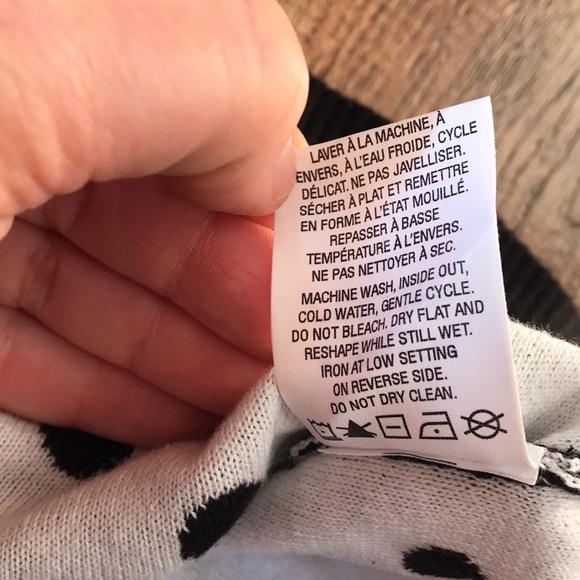 LAVER À LA MACHINE, À
ENVERS, À L'EAU FROIDE, CYCLE
DÉLICAT. NE PAS JAVELLISER.
SÉCHER À PLAT ET REMETTRE
EN FORME À L'ÉTAT MOUILLÉ.
REPASSER À BASSE
TEMPÉRATURE À L'ENVERS.
NE PAS NETTOYER À SEC.
MACHINE WASH, INSIDE OUT,
COLD WATER, GENTLE CYCLE.
DO NOT BLEACH. DRY FLAT AND
RESHAPE WHILE STILL WET.
IRON AT LOW SETTING
ON REVERSE SIDE.
DO NOT DRY CLEAN.